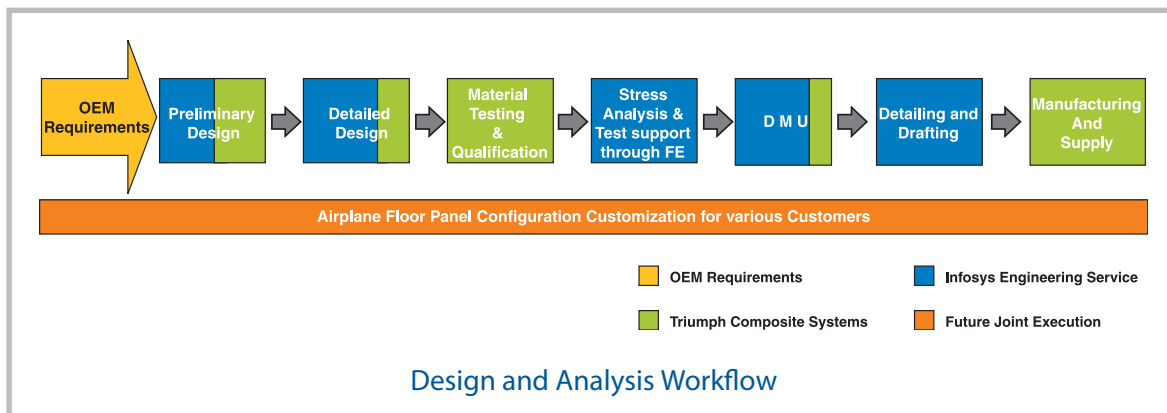 OEM
Requirements
Preliminary
Design
Detailed
Design
Material
Testing
&
Qualification
Stress
Analysis &
Test support
through FE
D M U
Detailing and
Drafting
Manufacturing
And
Supply
Airplane Floor Panel Configuration Customization for various Customers
OEM Requirements
Infosys Engineering Service
Triumph Composite Systems
Future Joint Execution
Design and Analysis Workflow